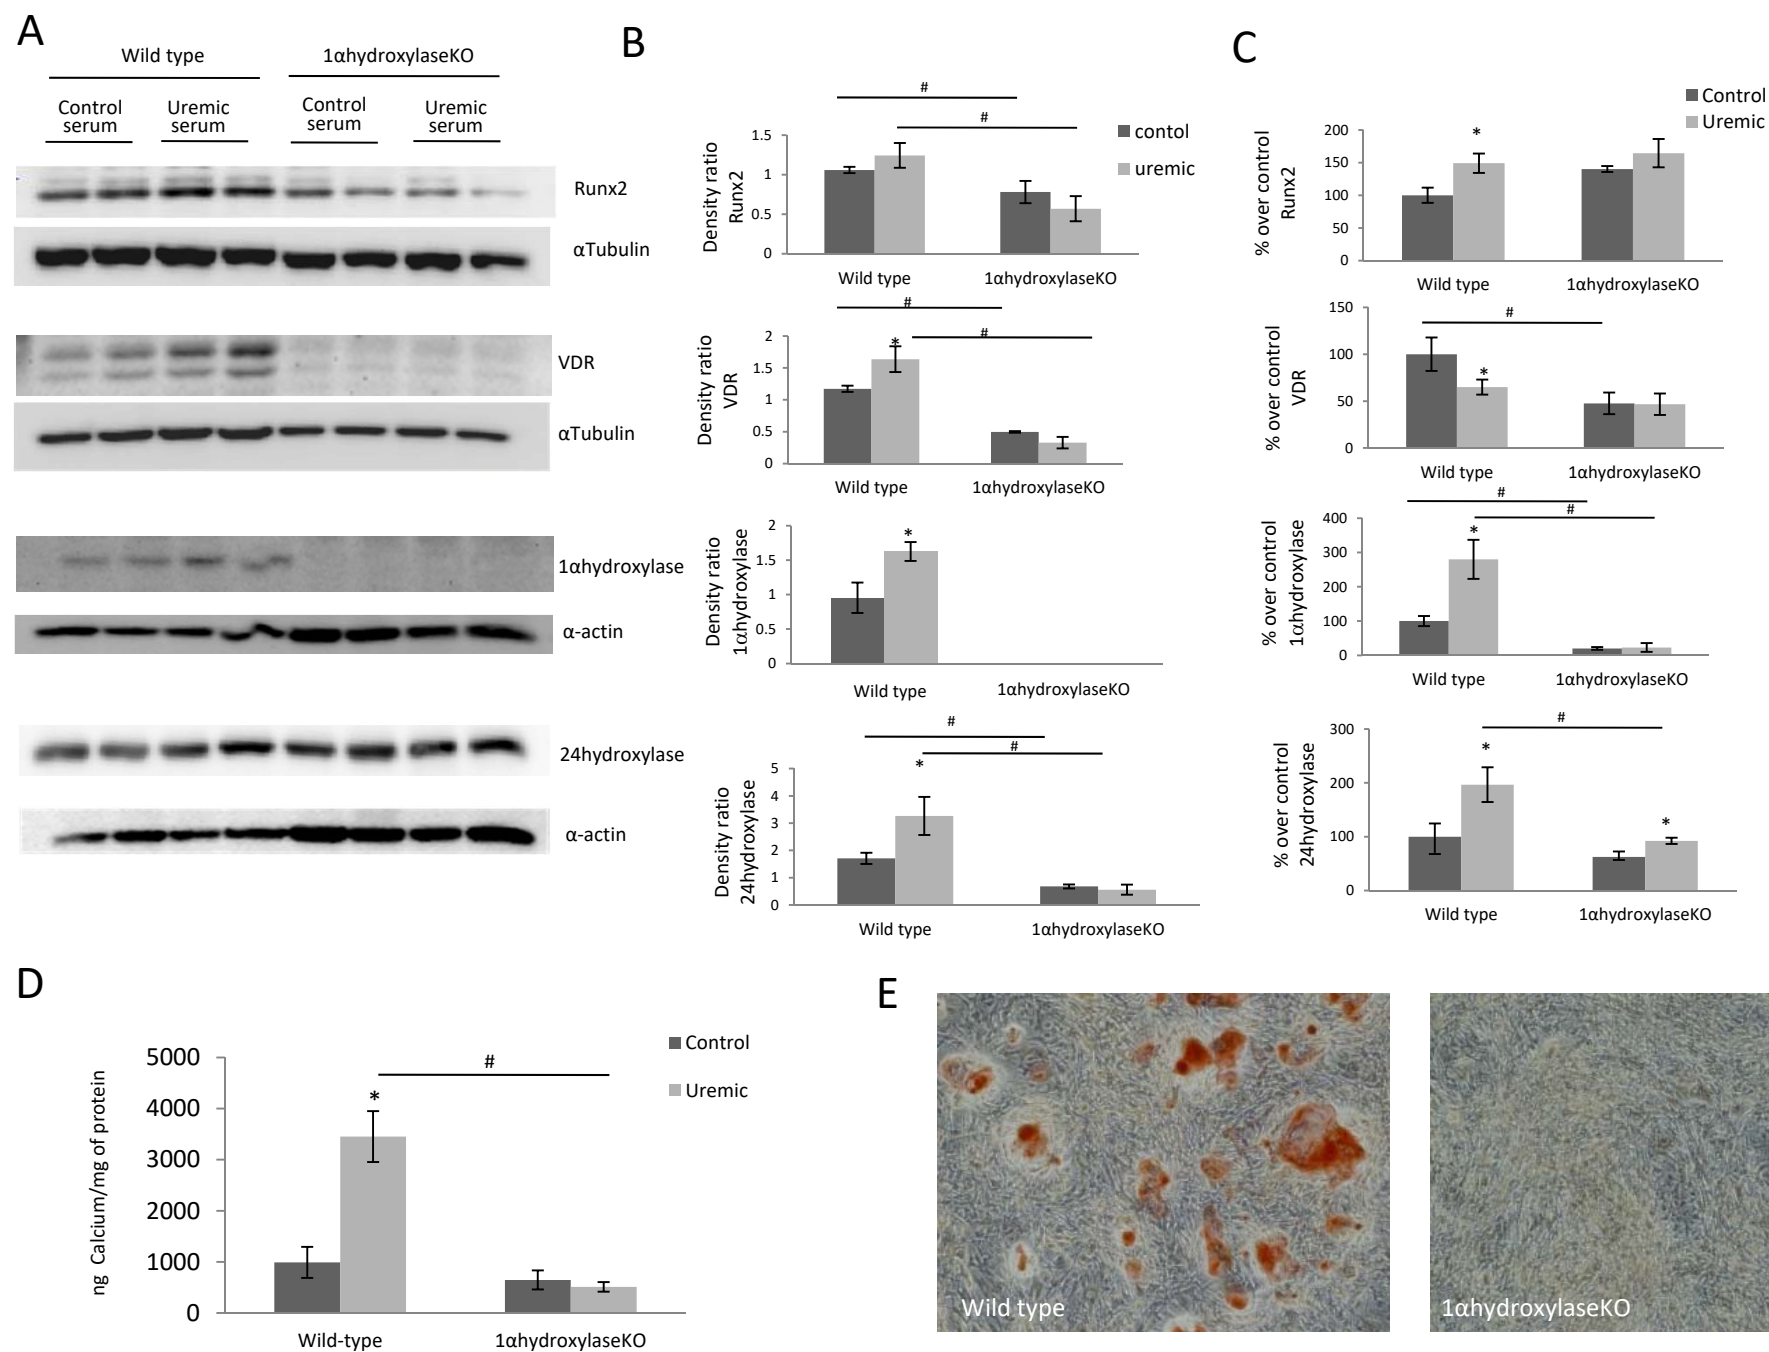 A
Wild type
1αhydroxylaseKO
Control
serum
Uremic
serum
Control
serum
Uremic
serum
Runx2
αTubulin
VDR
αTubulin
1αhydroxylase
α-actin
24hydroxylase
α-actin
B
#
#
contol
uremic
Density ratio
Runx2
1.5
1
0.5
0
Wild type
1αhydroxylaseKO
#
#
*
Density ratio
VDR
2
1.5
1
0.5
0
Wild type
1αhydroxylaseKO
*
Density ratio
1αhydroxylase
2
1.5
1
0.5
0
Wild type
1αhydroxylaseKO
#
#
*
Density ratio
24hydroxylase
5
4
3
2
1
0
Wild type
1αhydroxylaseKO
C
Control
Uremic
*
% over control
Runx2
200
150
100
50
0
Wild type
1αhydroxylaseKO
#
*
% over control
VDR
150
100
50
0
Wild type
1αhydroxylaseKO
#
#
*
% over control
1αhydroxylase
400
300
200
100
0
Wild type
1αhydroxylaseKO
#
*
*
% over control
24hydroxylase
300
200
100
0
Wild type
1αhydroxylaseKO
D
Control
Uremic
#
*
ng Calcium/mg of protein
5000
4000
3000
2000
1000
0
Wild-type
1αhydroxylaseKO
E
Wild type
1αhydroxylaseKO